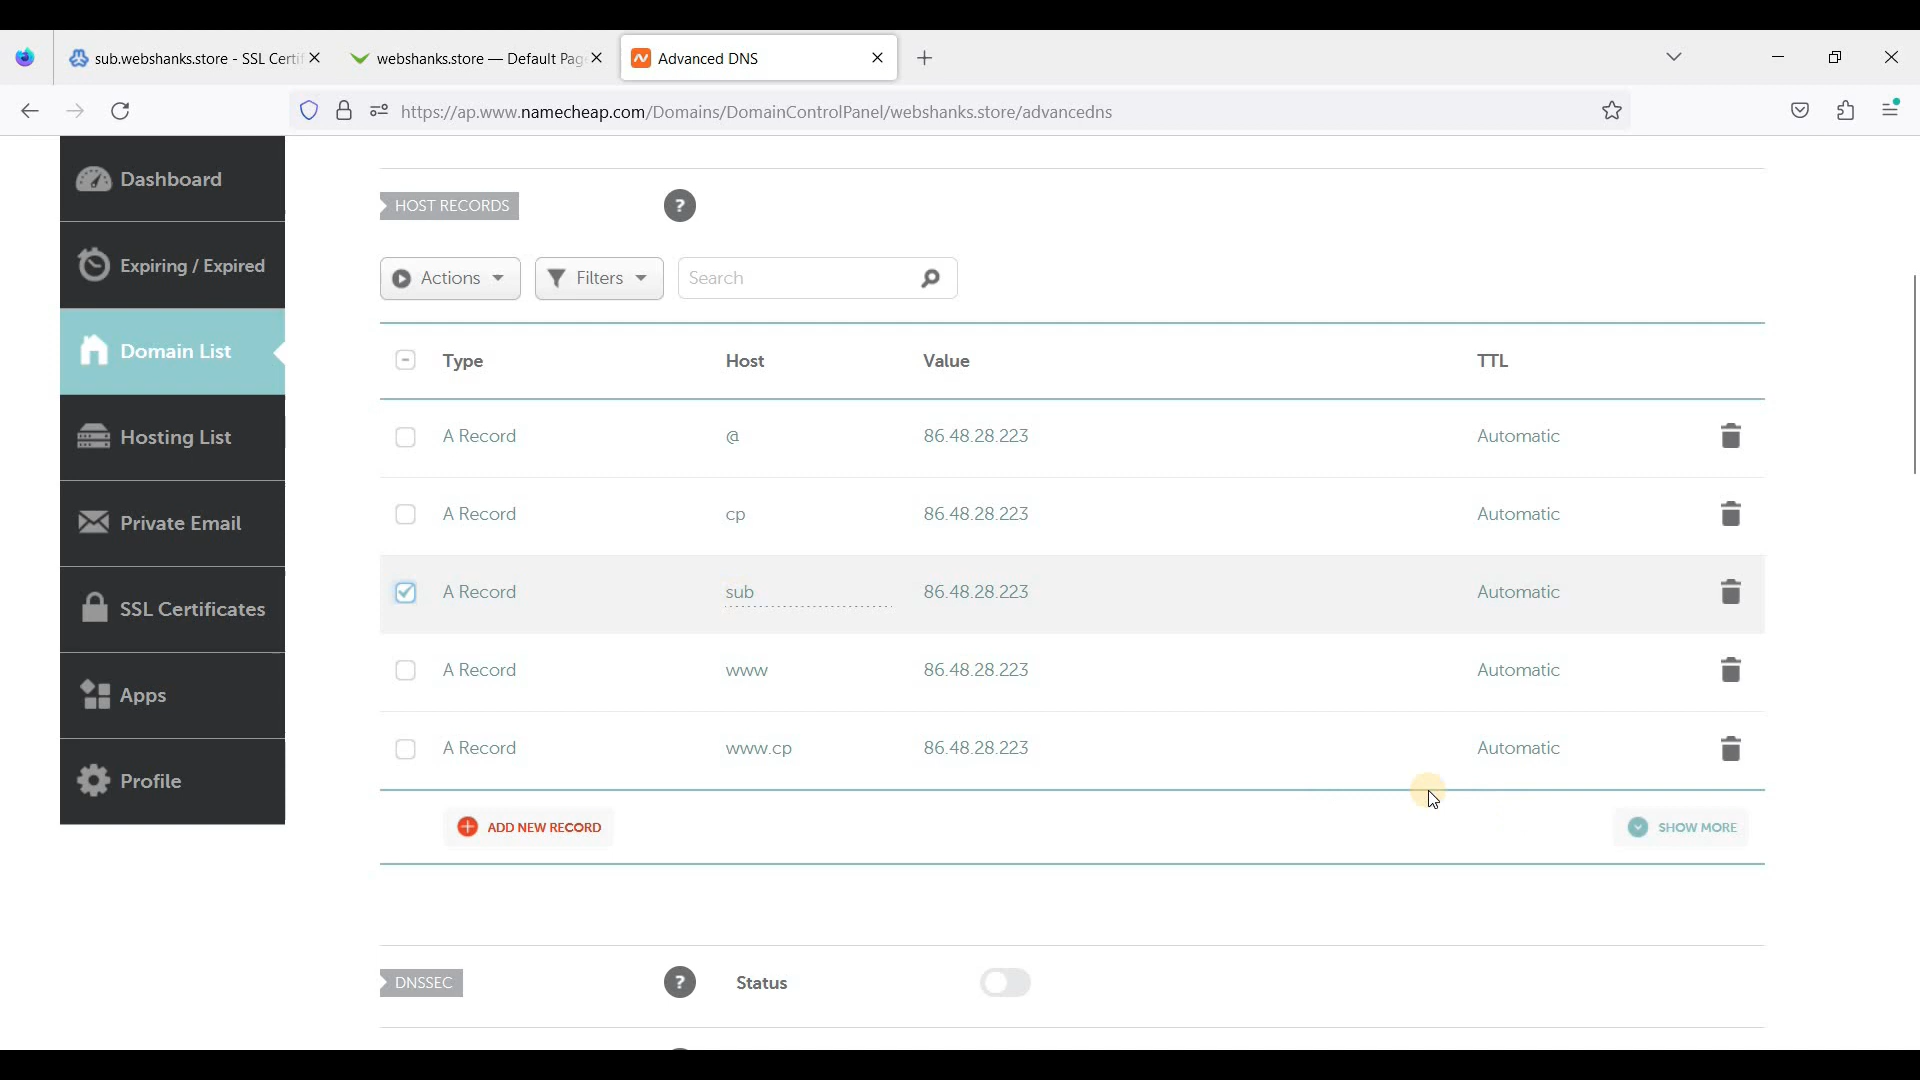 sub.webshanks.store - SSL Certif
webshanks.store — Default Pag
Advanced DNS
https://ap.www.namecheap.com/Domains/DomainControlPanel/webshanks.store/advancedns
Dashboard
Expiring / Expired
Domain List
Hosting List
Private Email
SSL Certificates
Apps
Profile
HOST RECORDS ?
Actions Filters Search
Type Host Value TTL
A Record @ 86.48.28.223 Automatic
A Record cp 86.48.28.223 Automatic
A Record sub 86.48.28.223 Automatic
A Record www 86.48.28.223 Automatic
A Record www.cp 86.48.28.223 Automatic
ADD NEW RECORD SHOW MORE
DNSSEC ? Status